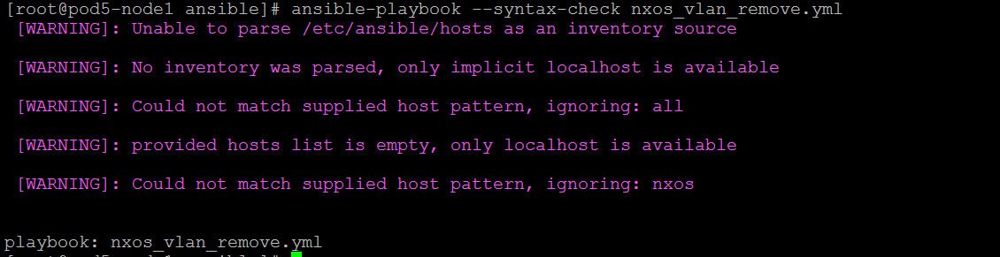 [root@pod5-node1 ansible]# ansible-playbook --syntax-check nxos_vlan_remove.yml
[WARNING]: Unable to parse /etc/ansible/hosts as an inventory source
[WARNING]: No inventory was parsed, only implicit localhost is available
[WARNING]: Could not match supplied host pattern, ignoring: all
[WARNING]: provided hosts list is empty, only localhost is available
[WARNING]: Could not match supplied host pattern, ignoring: nxos
playbook: nxos_vlan_remove.yml